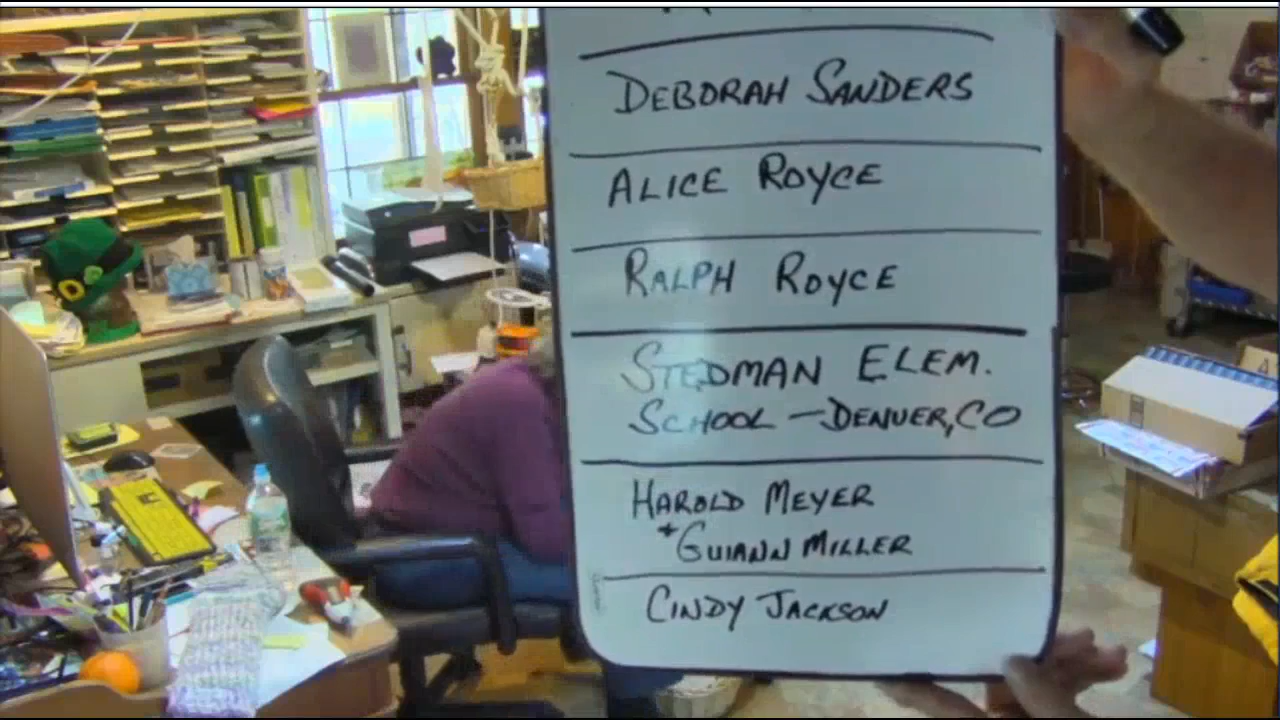 DEBORAH SANDERS
ALICE ROYCE
RALPH ROYCE
STEDMAN ELEM.
SCHOOL — DENVER, CO
HAROLD MEYER
+ GUIANN MILLER
CINDY JACKSON